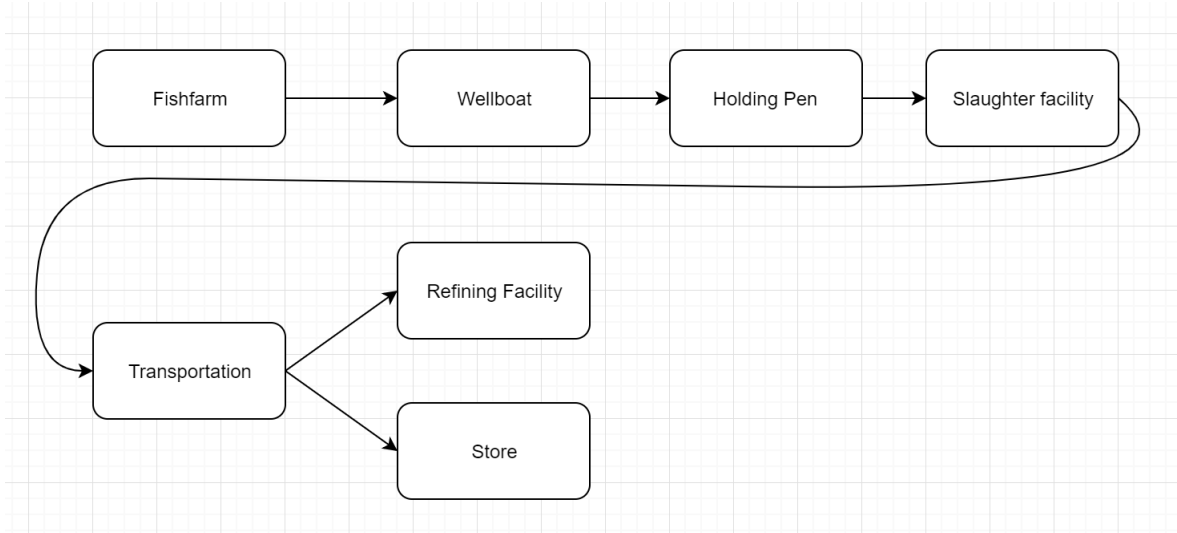 Fishfarm
Wellboat
Holding Pen
Slaughter facility
Refining Facility
Transportation
Store